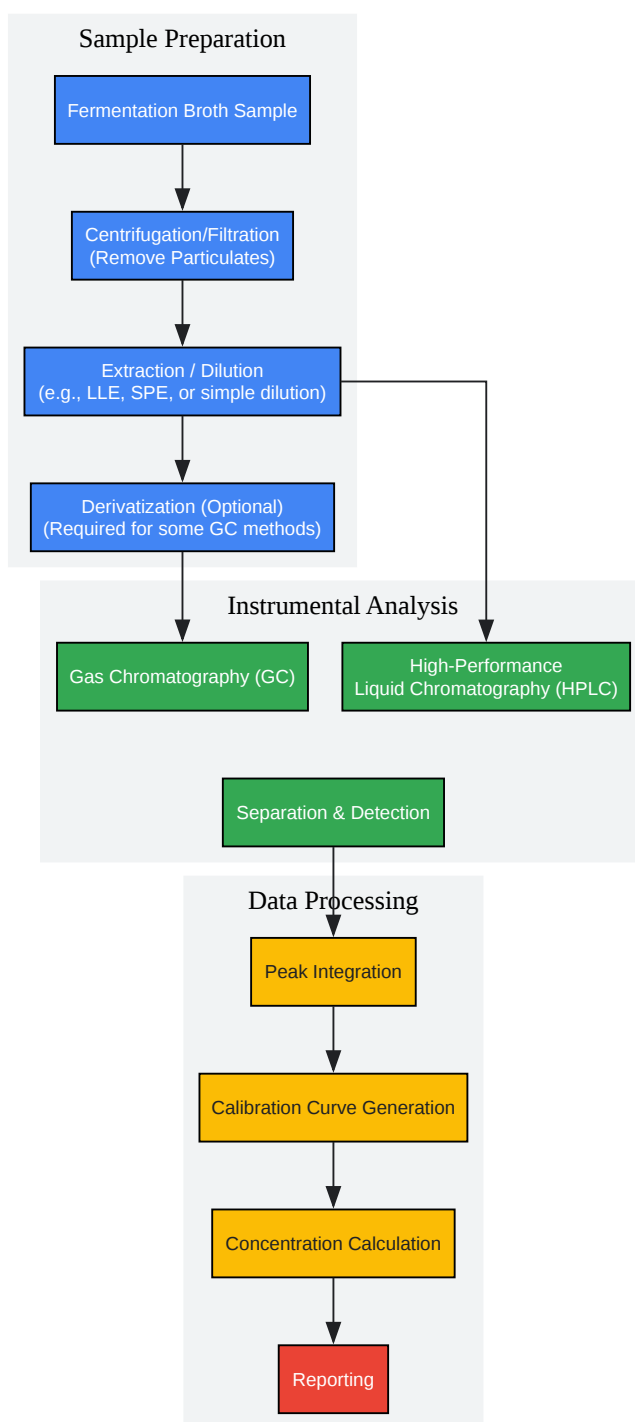 Sample Preparation
Fermentation Broth Sample
Centrifugation/Filtration
(Remove Particulates)
Extraction / Dilution
(e.g., LLE, SPE, or simple dilution)
Derivatization (Optional)
(Required for some GC methods)
Instrumental Analysis
Gas Chromatography (GC)
High-Performance
Liquid Chromatography (HPLC)
Separation & Detection
Data Processing
Peak Integration
Calibration Curve Generation
Concentration Calculation
Reporting